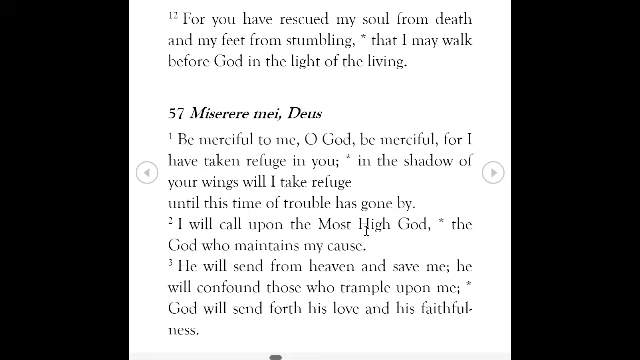 12 For you have rescued my soul from death
and my feet from stumbling, * that I may walk
before God in the light of the living.
57 Miserere mei, Deus
1 Be merciful to me, O God, be merciful, for I
have taken refuge in you; * in the shadow of
your wings will I take refuge
until this time of trouble has gone by.
2 I will call upon the Most High God, * the
God who maintains my cause.
3 He will send from heaven and save me; he
will confound those who trample upon me; *
God will send forth his love and his faithful-
ness.